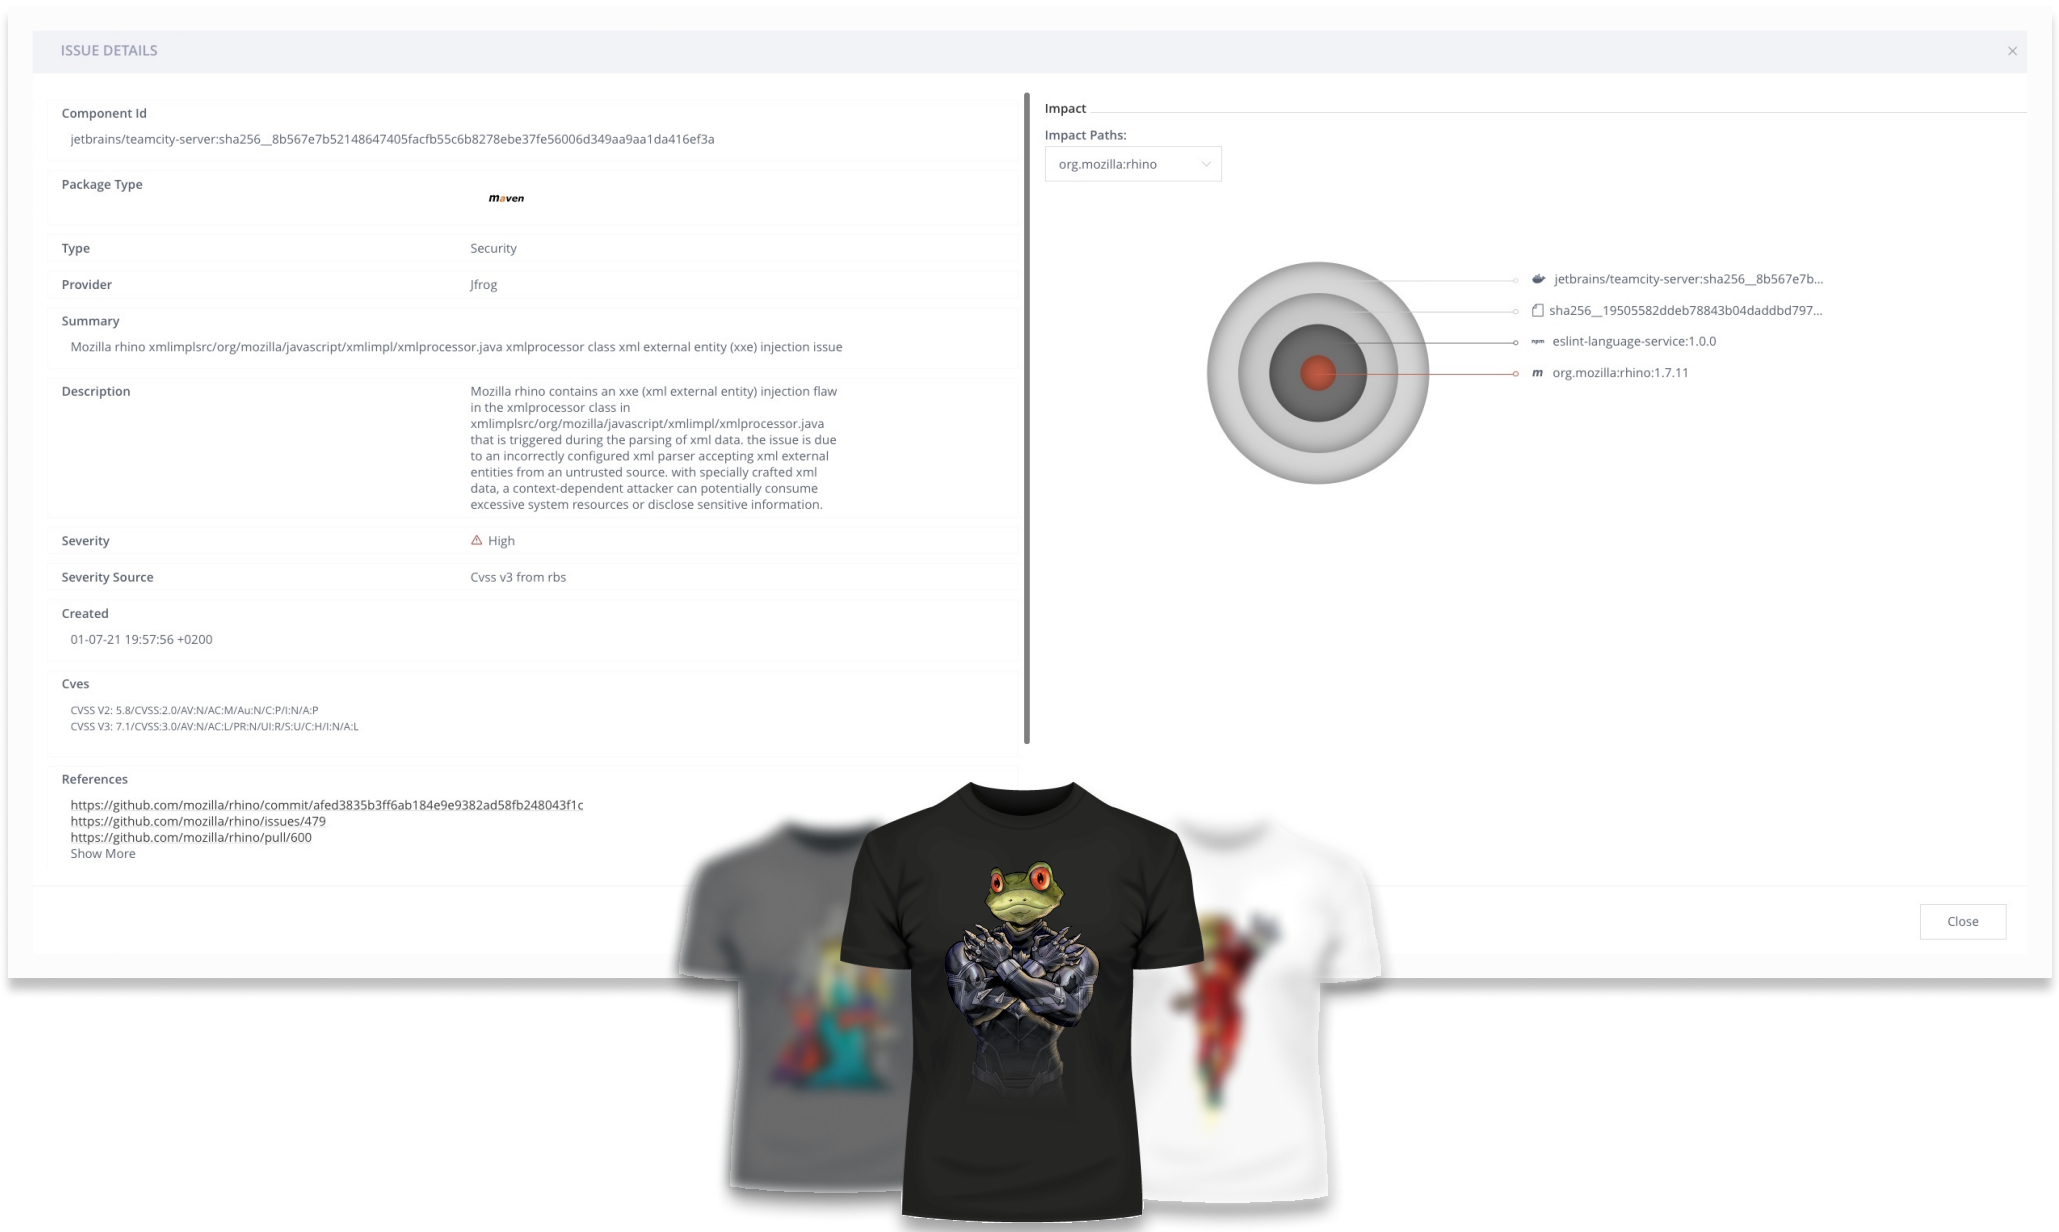 ISSUE DETAILS
Component Id
jetbrains/teamcity-server:sha256__8b567e7b52148647405facfb55c6b8278ebe37fe56006d349aa9aa1da416ef3a
Package Type
maven
Type
Security
Provider
Jfrog
Summary
Mozilla rhino xmlimplsrc/org/mozilla/javascript/xmlimpl/xmlprocessor.java xmlprocessor class xml external entity (xxe) injection issue
Description
Mozilla rhino contains an xxe (xml external entity) injection flaw
in the xmlprocessor class in
xmlimplsrc/org/mozilla/javascript/xmlimpl/xmlprocessor.java
that is triggered during the parsing of xml data. the issue is due
to an incorrectly configured xml parser accepting xml external
entities from an untrusted source. with specially crafted xml
data, a context-dependent attacker can potentially consume
excessive system resources or disclose sensitive information.
Severity
High
Severity Source
Cvss v3 from rbs
Created
01-07-21 19:57:56 +0200
Cves
CVSS V2: 5.8/CVSS:2.0/AV:N/AC:M/Au:N/C:P/I:N/A:P
CVSS V3: 7.1/CVSS:3.0/AV:N/AC:L/PR:N/UI:R/S:U/C:H/I:N/A:L
References
https://github.com/mozilla/rhino/commit/afed3835b3ff6ab184e9e9382ad58fb248043f1c
https://github.com/mozilla/rhino/issues/479
https://github.com/mozilla/rhino/pull/600
Show More
Impact
Impact Paths:
org.mozilla:rhino
jetbrains/teamcity-server:sha256__8b567e7b...
sha256__19505582ddeb78843b04daddbd797...
npm eslint-language-service:1.0.0
m org.mozilla:rhino:1.7.11
Close